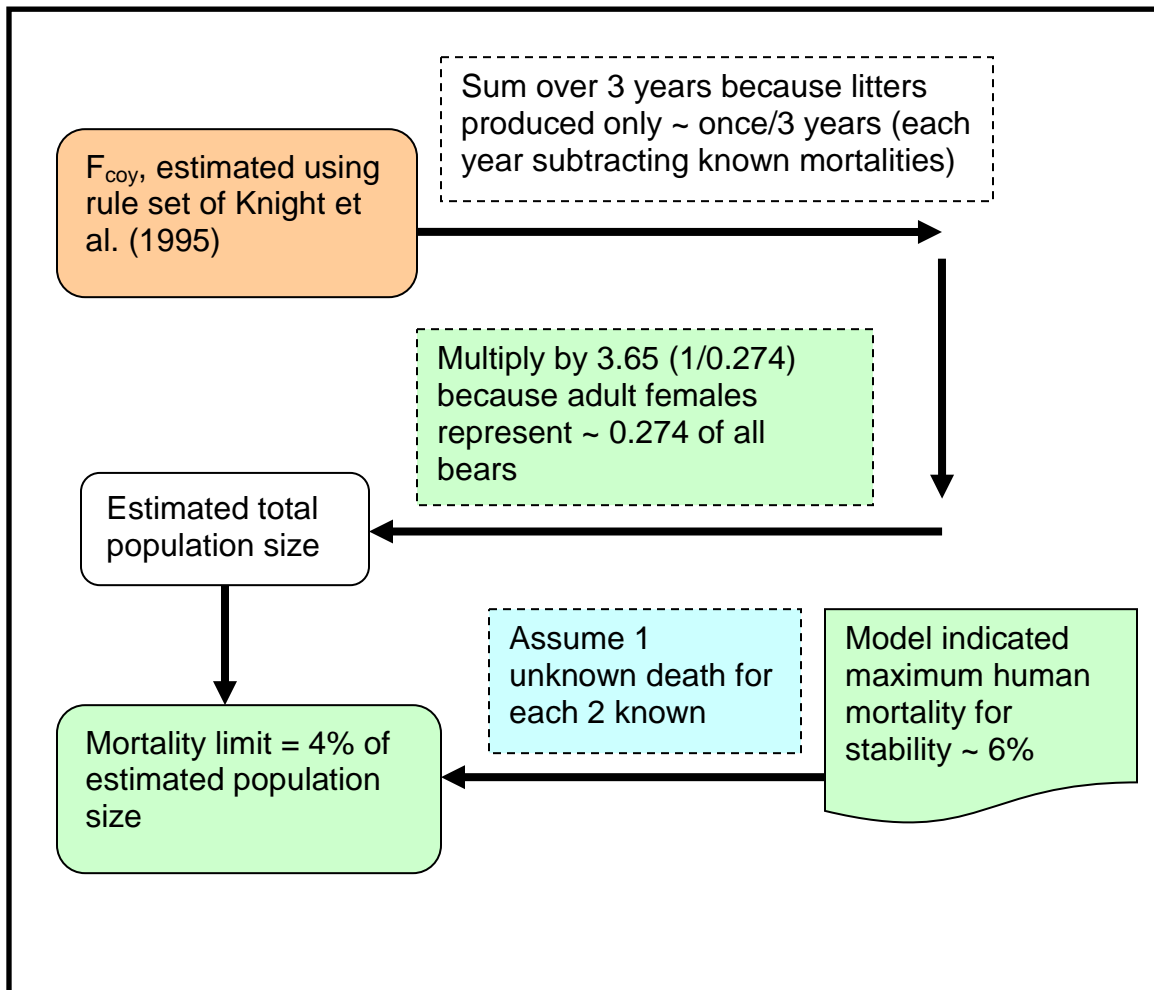 Sum over 3 years because litters
produced only ~ once/3 years (each
year subtracting known mortalities)
Fcoy, estimated using
rule set of Knight et
al. (1995)
Multiply by 3.65 (1/0.274)
because adult females
represent ~ 0.274 of all
bears
Estimated total
population size
Assume 1
unknown death for
each 2 known
Model indicated
maximum human
mortality for
stability ~ 6%
Mortality limit = 4% of
estimated population
size